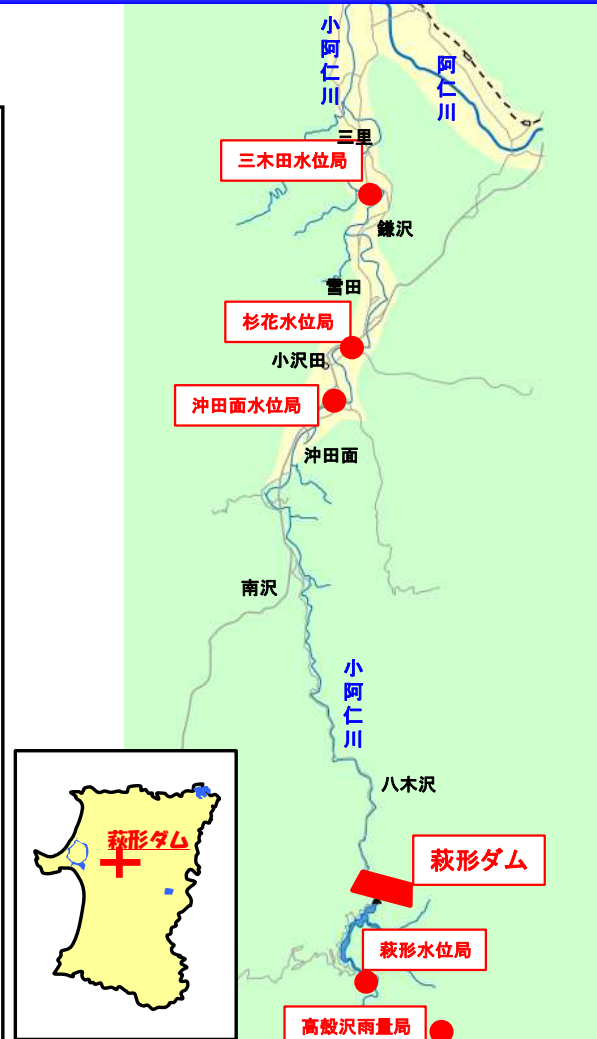 小阿仁川
阿仁川
三里
三木田水位局
鎌沢
雪田
杉花水位局
小沢田
沖田面水位局
沖田面
南沢
小阿仁川
八木沢
萩形ダム
萩形ダム
萩形水位局
高殻沢雨量局